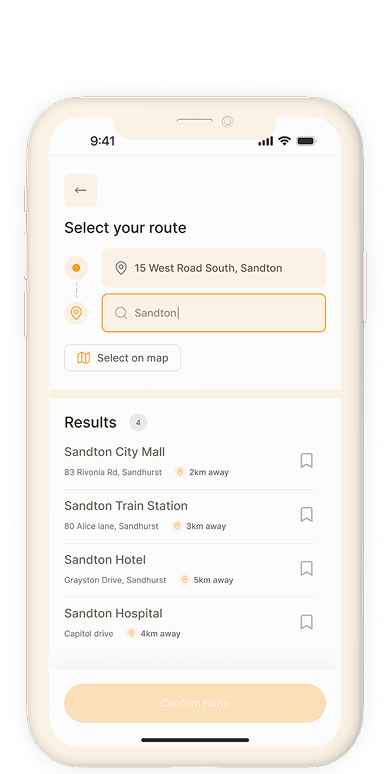 9:41
Select your route
15 West Road South, Sandton
Sandton
Select on map
Results 4
Sandton City Mall
83 Rivonia Rd, Sandhurst 2km away
Sandton Train Station
80 Alice lane, Sandhurst 3km away
Sandton Hotel
Grayston Drive, Sandhurst 5km away
Sandton Hospital
Capitol drive 4km away
Confirm route